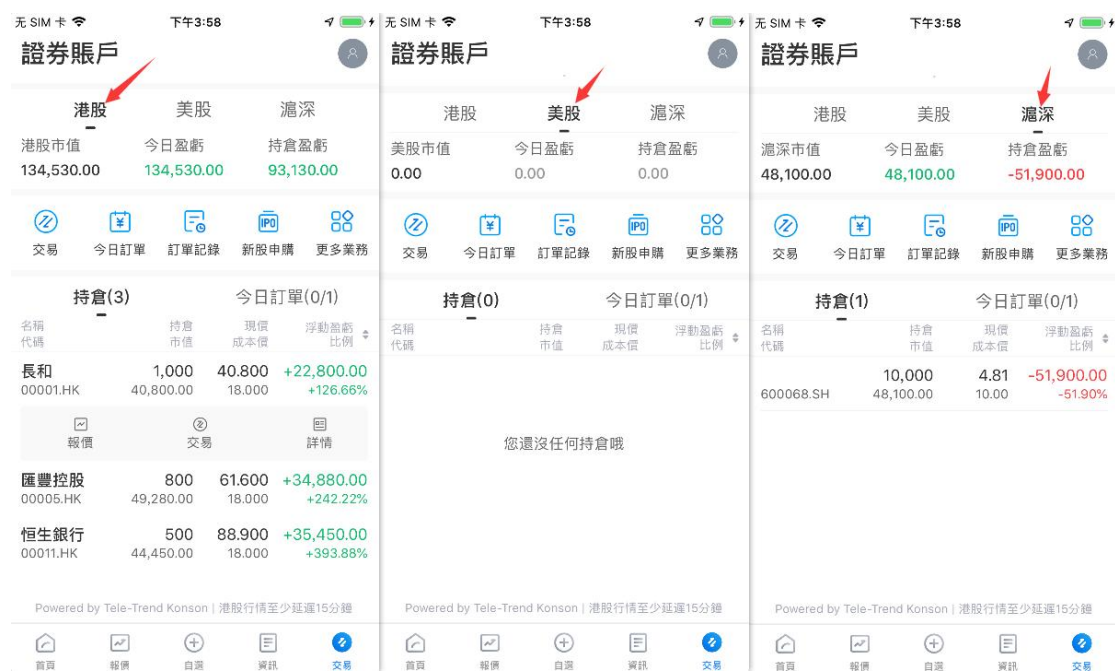 无 SIM 卡 下午3:58
證券賬戶
港股 美股 滬深
港股市值 今日盈虧 持倉盈虧
134,530.00 134,530.00 93,130.00
交易 今日訂單 訂單記錄 新股申購 更多業務
持倉(3) 今日訂單(0/1)
名稱 持倉 現價 浮動盈虧
代碼 市值 成本價 比例
長和 1,000 40.800 +22,800.00
00001.HK 40,800.00 18.000 +126.66%
報價 交易 詳情
匯豐控股 800 61.600 +34,880.00
00005.HK 49,280.00 18.000 +242.22%
恒生銀行 500 88.900 +35,450.00
00011.HK 44,450.00 18.000 +393.88%
Powered by Tele-Trend Konson | 港股行情至少延遲15分鐘
首頁 報價 自選 資訊 交易
无 SIM 卡 下午3:58
證券賬戶
港股 美股 滬深
美股市值 今日盈虧 持倉盈虧
0.00 0.00 0.00
交易 今日訂單 訂單記錄 新股申購 更多業務
持倉(0) 今日訂單(0/1)
名稱 持倉 現價 浮動盈虧
代碼 市值 成本價 比例
您還沒任何持倉哦
Powered by Tele-Trend Konson | 港股行情至少延遲15分鐘
首頁 報價 自選 資訊 交易
无 SIM 卡 下午3:58
證券賬戶
港股 美股 滬深
滬深市值 今日盈虧 持倉盈虧
48,100.00 48,100.00 -51,900.00
交易 今日訂單 訂單記錄 新股申購 更多業務
持倉(1) 今日訂單(0/1)
名稱 持倉 現價 浮動盈虧
代碼 市值 成本價 比例
10,000 4.81 -51,900.00
600068.SH 48,100.00 10.00 -51.90%
Powered by Tele-Trend Konson | 港股行情至少延遲15分鐘
首頁 報價 自選 資訊 交易